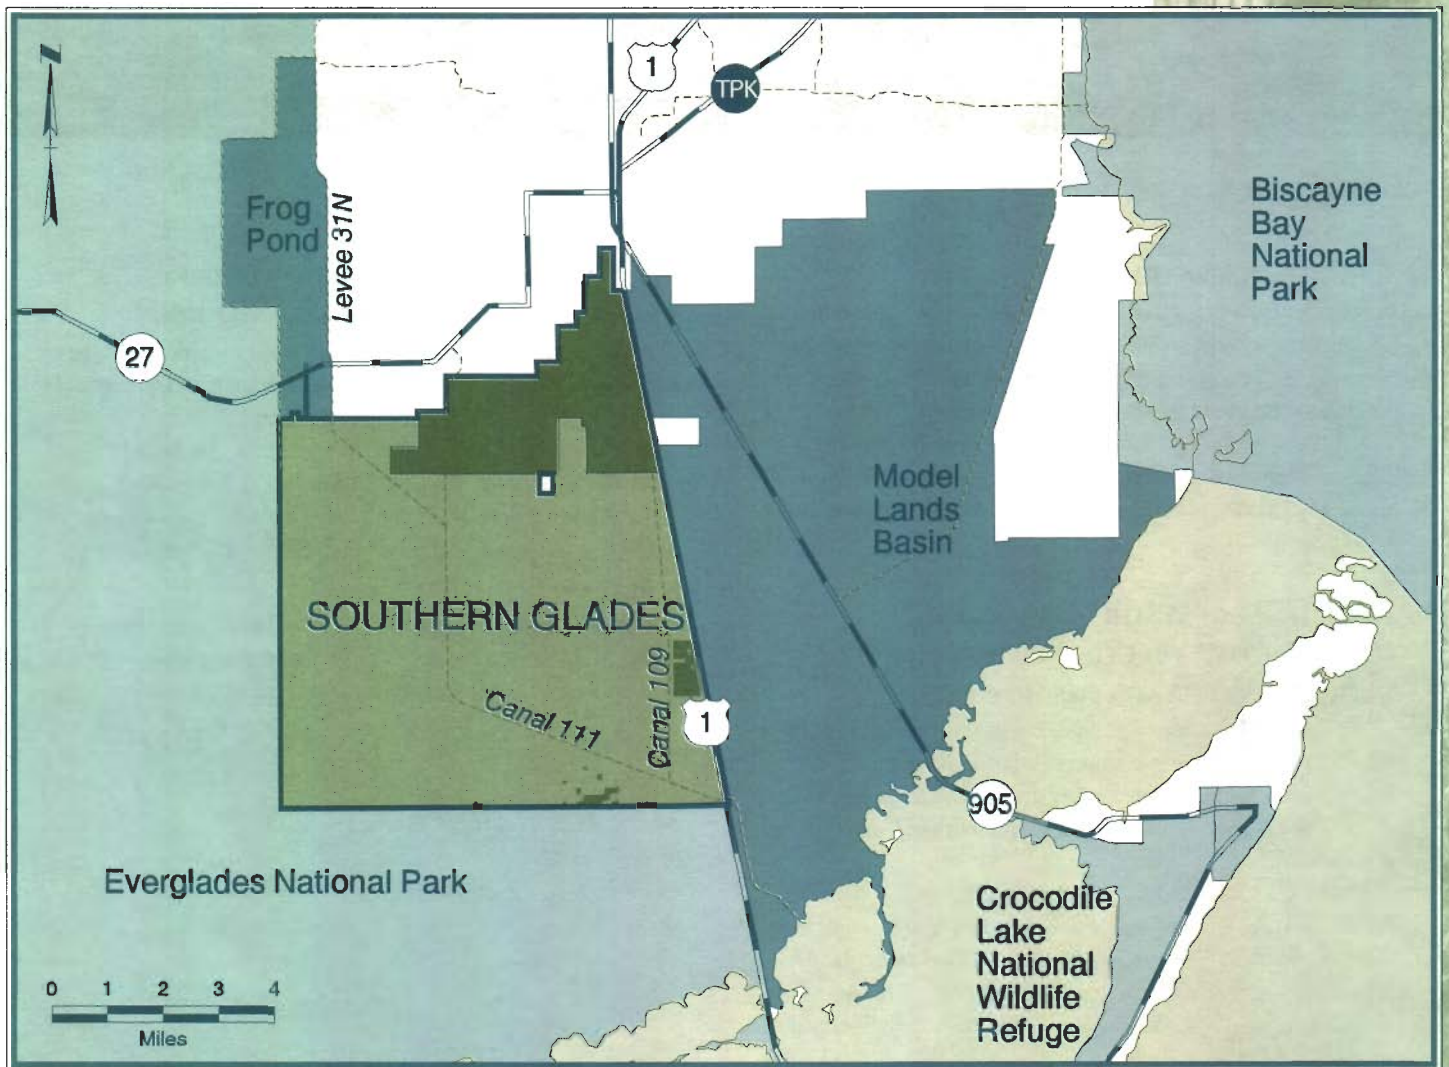 N
1
TPK
Frog
Pond
Levee 31N
Biscayne
Bay
National
Park
27
Model
Lands
Basin
SOUTHERN GLADES
Canal 109
Canal 111
1
905
Everglades National Park
Crocodile
Lake
National
Wildlife
Refuge
0 1 2 3 4
Miles